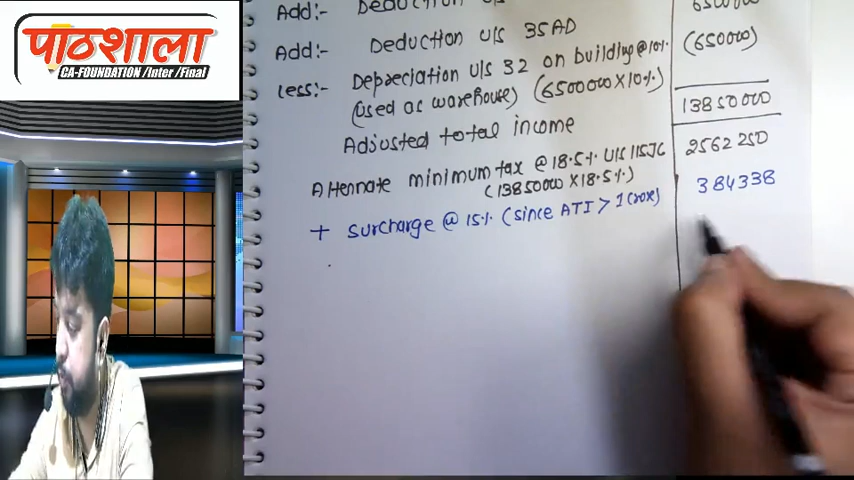 पाठशाला
CA-FOUNDATION /Inter / Final
Add:- Deduction u/s
Add:- Deduction u/s 35AD
Less:- Depreciation u/s 32 on building @ 10%. (650000)
(used as warehouse) (6500000 X 10%.)
Adjusted total income 13850000
Alternate minimum tax @ 18.5%. u/s 115JC 2562250
(13850000 X 18.5%.)
+ Surcharge @ 15%. (since ATI > 1 crore) 384338